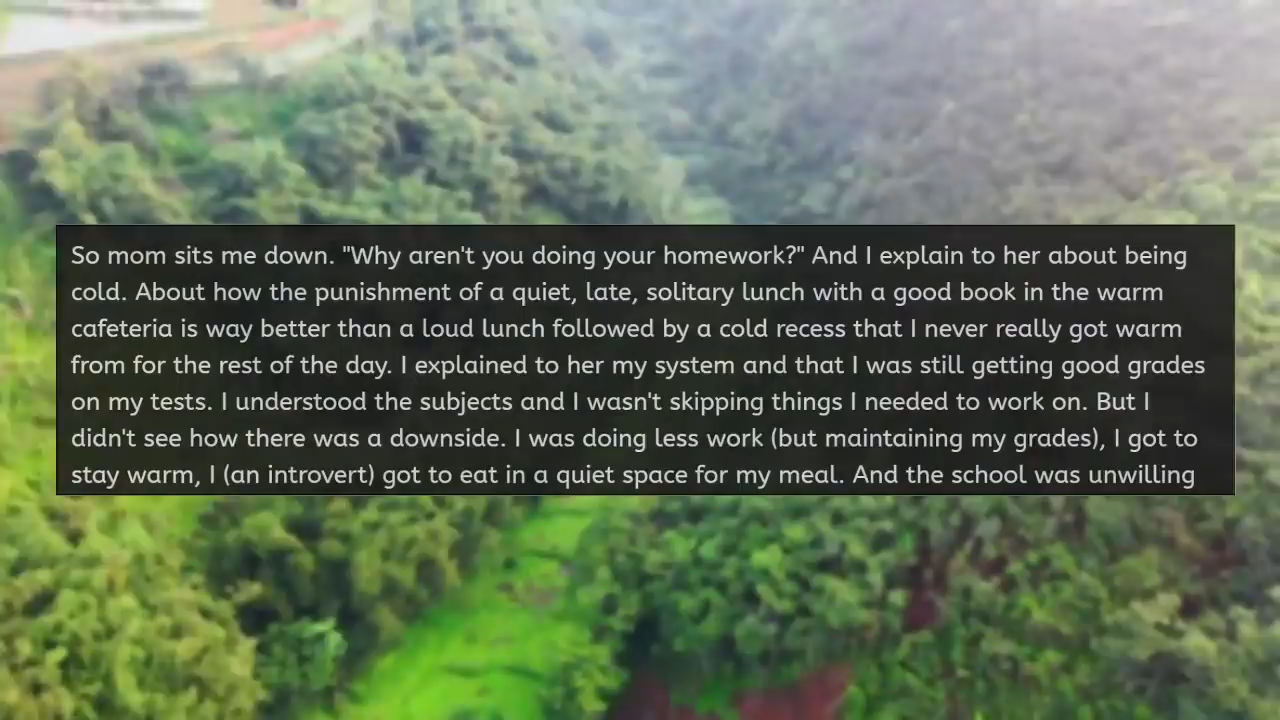 So mom sits me down. "Why aren't you doing your homework?" And I explain to her about being
cold. About how the punishment of a quiet, late, solitary lunch with a good book in the warm
cafeteria is way better than a loud lunch followed by a cold recess that I never really got warm
from for the rest of the day. I explained to her my system and that I was still getting good grades
on my tests. I understood the subjects and I wasn't skipping things I needed to work on. But I
didn't see how there was a downside. I was doing less work (but maintaining my grades), I got to
stay warm, I (an introvert) got to eat in a quiet space for my meal. And the school was unwilling